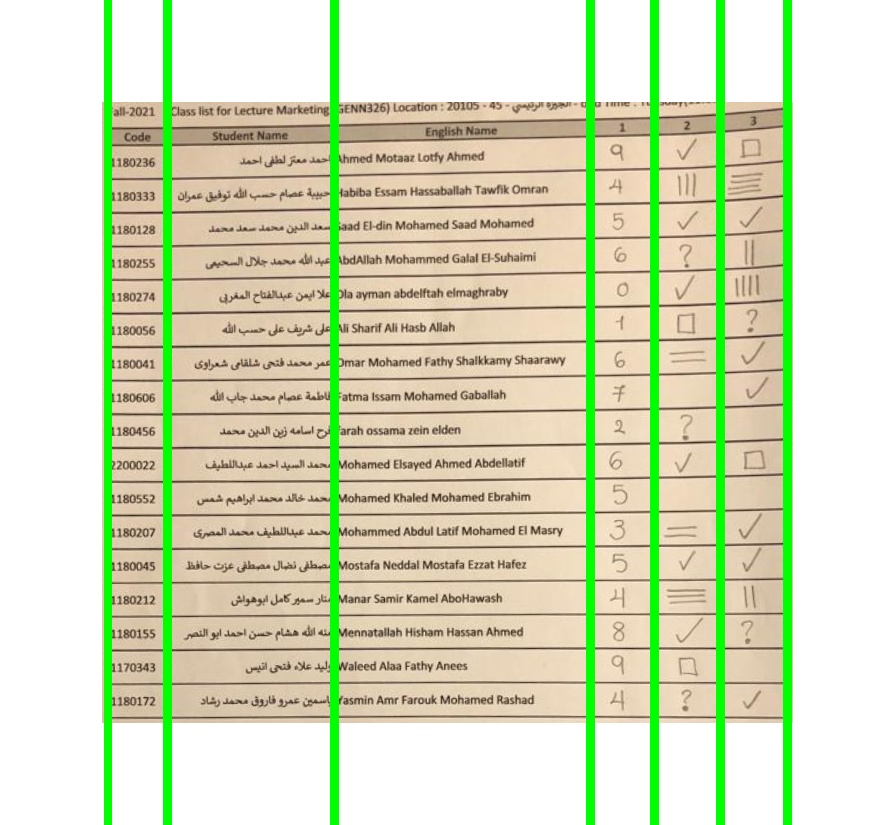 all-2021 Class list for Lecture Marketing GENN326) Location : 20105 - 45 - الجيزة الرئيسي -
Code Student Name English Name 1 2 3
1180236 احمد معتز لطفى احمد Ahmed Motaaz Lotfy Ahmed 9 ✓ □
1180333 حبيبة عصام حسب الله توفيق عمران Habiba Essam Hassaballah Tawfik Omran 4 ||| ≡
1180128 سعد الدين محمد سعد محمد Saad El-din Mohamed Saad Mohamed 5 ✓ ✓
1180255 عبد الله محمد جلال السحيمى AbdAllah Mohammed Galal El-Suhaimi 6 ? ||
1180274 علا ايمن عبدالفتاح المغربى Ola ayman abdelftah elmaghraby 0 ✓ ||||
1180056 على شريف على حسب الله Ali Sharif Ali Hasb Allah 1 □ ?
1180041 عمر محمد فتحى شلقامى شعراوى Omar Mohamed Fathy Shalkkamy Shaarawy 6 = ✓
1180606 فاطمة عصام محمد جاب الله Fatma Issam Mohamed Gaballah 7 ✓
1180456 فرح اسامه زين الدين محمد farah ossama zein elden 2 ?
2200022 محمد السيد احمد عبداللطيف Mohamed Elsayed Ahmed Abdellatif 6 ✓ □
1180552 محمد خالد محمد ابراهيم شمس Mohamed Khaled Mohamed Ebrahim 5
1180207 محمد عبداللطيف محمد المصرى Mohammed Abdul Latif Mohamed El Masry 3 = ✓
1180045 مصطفى نضال مصطفى عزت حافظ Mostafa Neddal Mostafa Ezzat Hafez 5 ✓ ✓
1180212 منار سمير كامل ابوهواش Manar Samir Kamel AboHawash 4 ≡ ||
1180155 منه الله هشام حسن احمد ابو النصر Mennatallah Hisham Hassan Ahmed 8 ✓ ?
1170343 وليد علاء فتحى انيس Waleed Alaa Fathy Anees 9 □
1180172 ياسمين عمرو فاروق محمد رشاد Yasmin Amr Farouk Mohamed Rashad 4 ? ✓